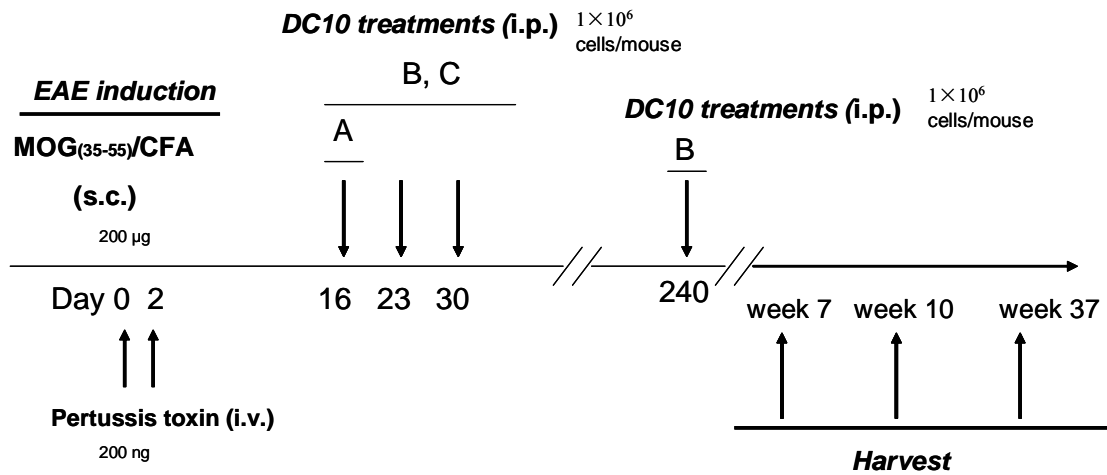 DC10 treatments (i.p.) 1×10⁶
cells/mouse
B, C
EAE induction
DC10 treatments (i.p.) 1×10⁶
cells/mouse
MOG(35-55)/CFA
A
B
(s.c.)
200 µg
Day 0 2 16 23 30 240
week 7 week 10 week 37
Pertussis toxin (i.v.)
200 ng
Harvest